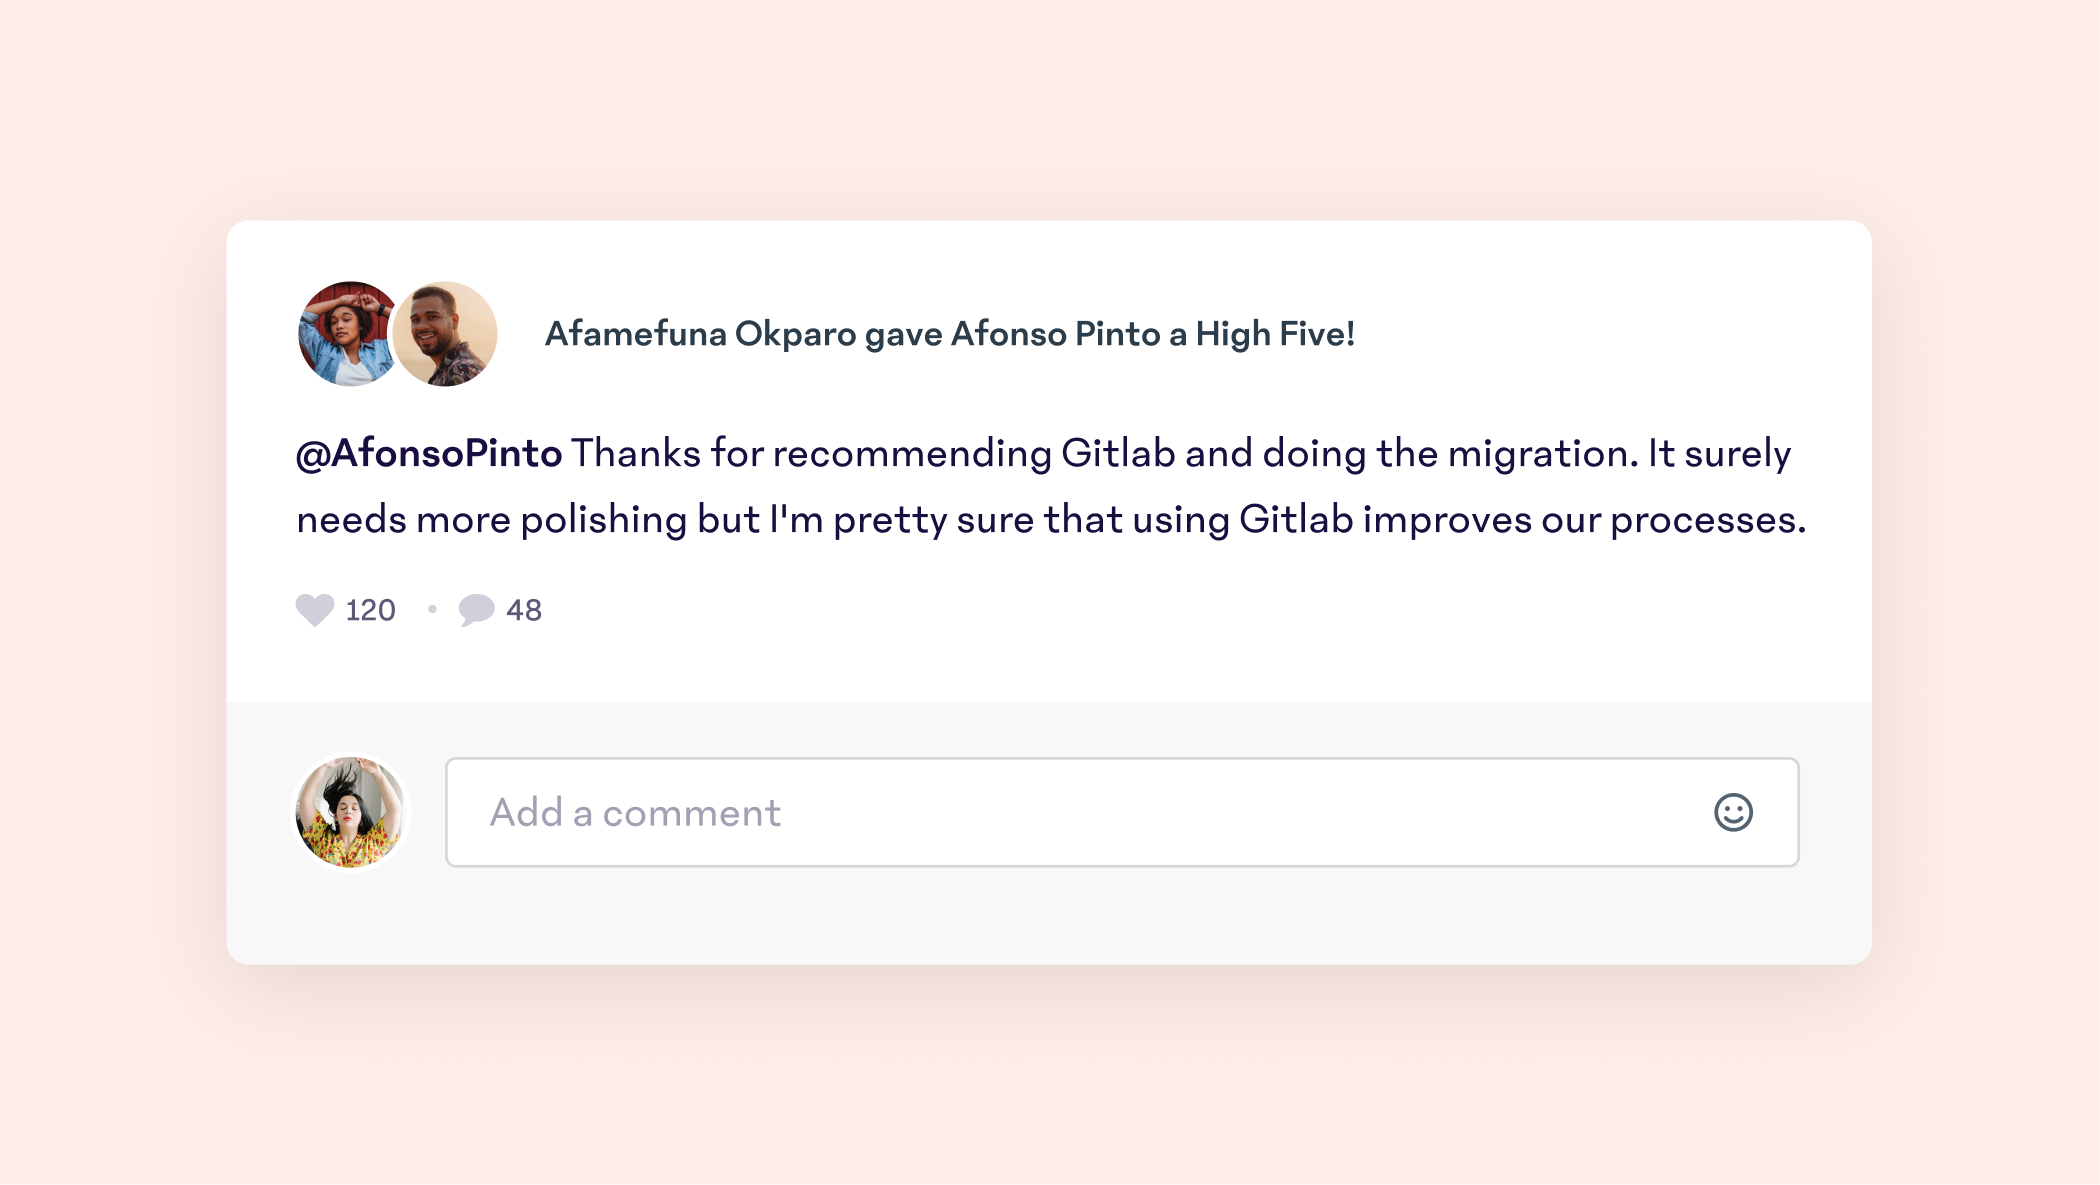 Afamefuna Okparo gave Afonso Pinto a High Five!
@AfonsoPinto Thanks for recommending Gitlab and doing the migration. It surely
needs more polishing but I'm pretty sure that using Gitlab improves our processes.
120 • 48
Add a comment